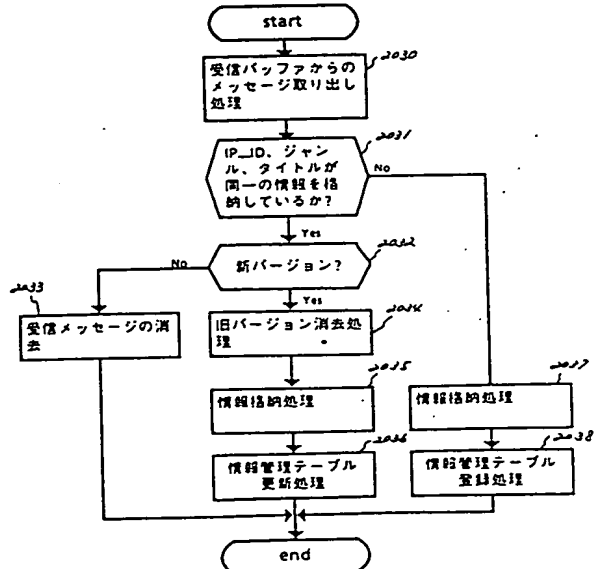 start
2030
受信バッファからの
メッセージ取り出し
処理
2031
IP_ID、ジャン
ル、タイトルが
同一の情報を格
納しているか?
No
Yes
2032
新バージョン?
No
Yes
2033
受信メッセージの消
去
2034
旧バージョン消去処
理
2035
情報格納処理
2037
情報格納処理
2036
情報管理テーブル
更新処理
2038
情報管理テーブル
登録処理
end